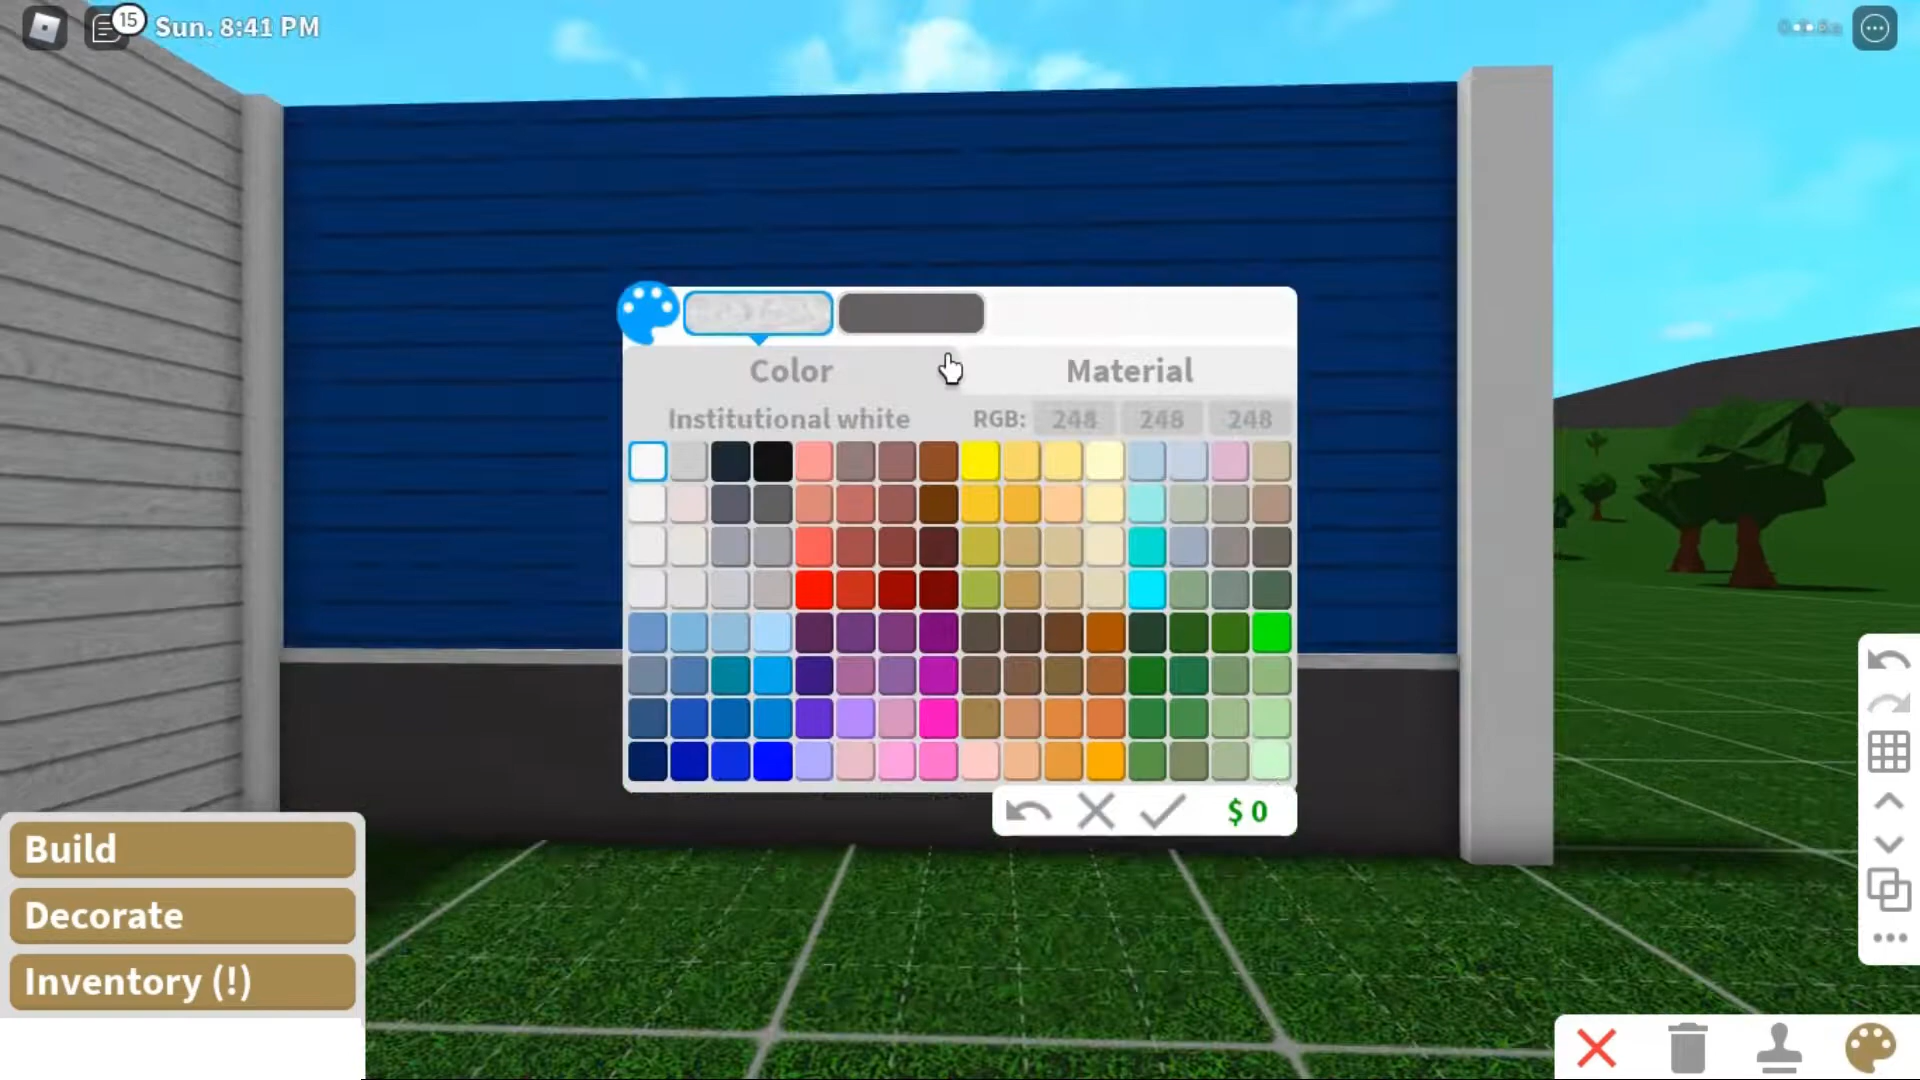 15
Sun. 8:41 PM
Color
Material
Institutional white
RGB: 248 248 248
$ 0
Build
Decorate
Inventory (!)